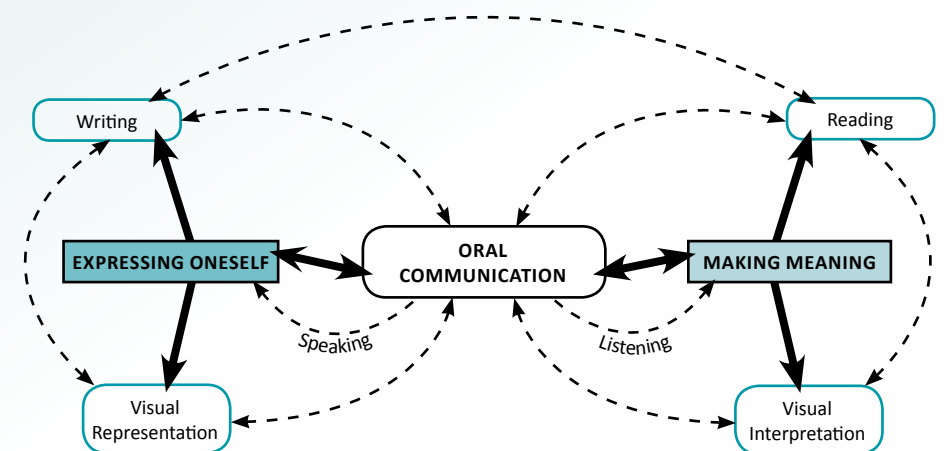 Writing
Reading
EXPRESSING ONESELF
ORAL
COMMUNICATION
MAKING MEANING
Speaking
Listening
Visual
Representation
Visual
Interpretation